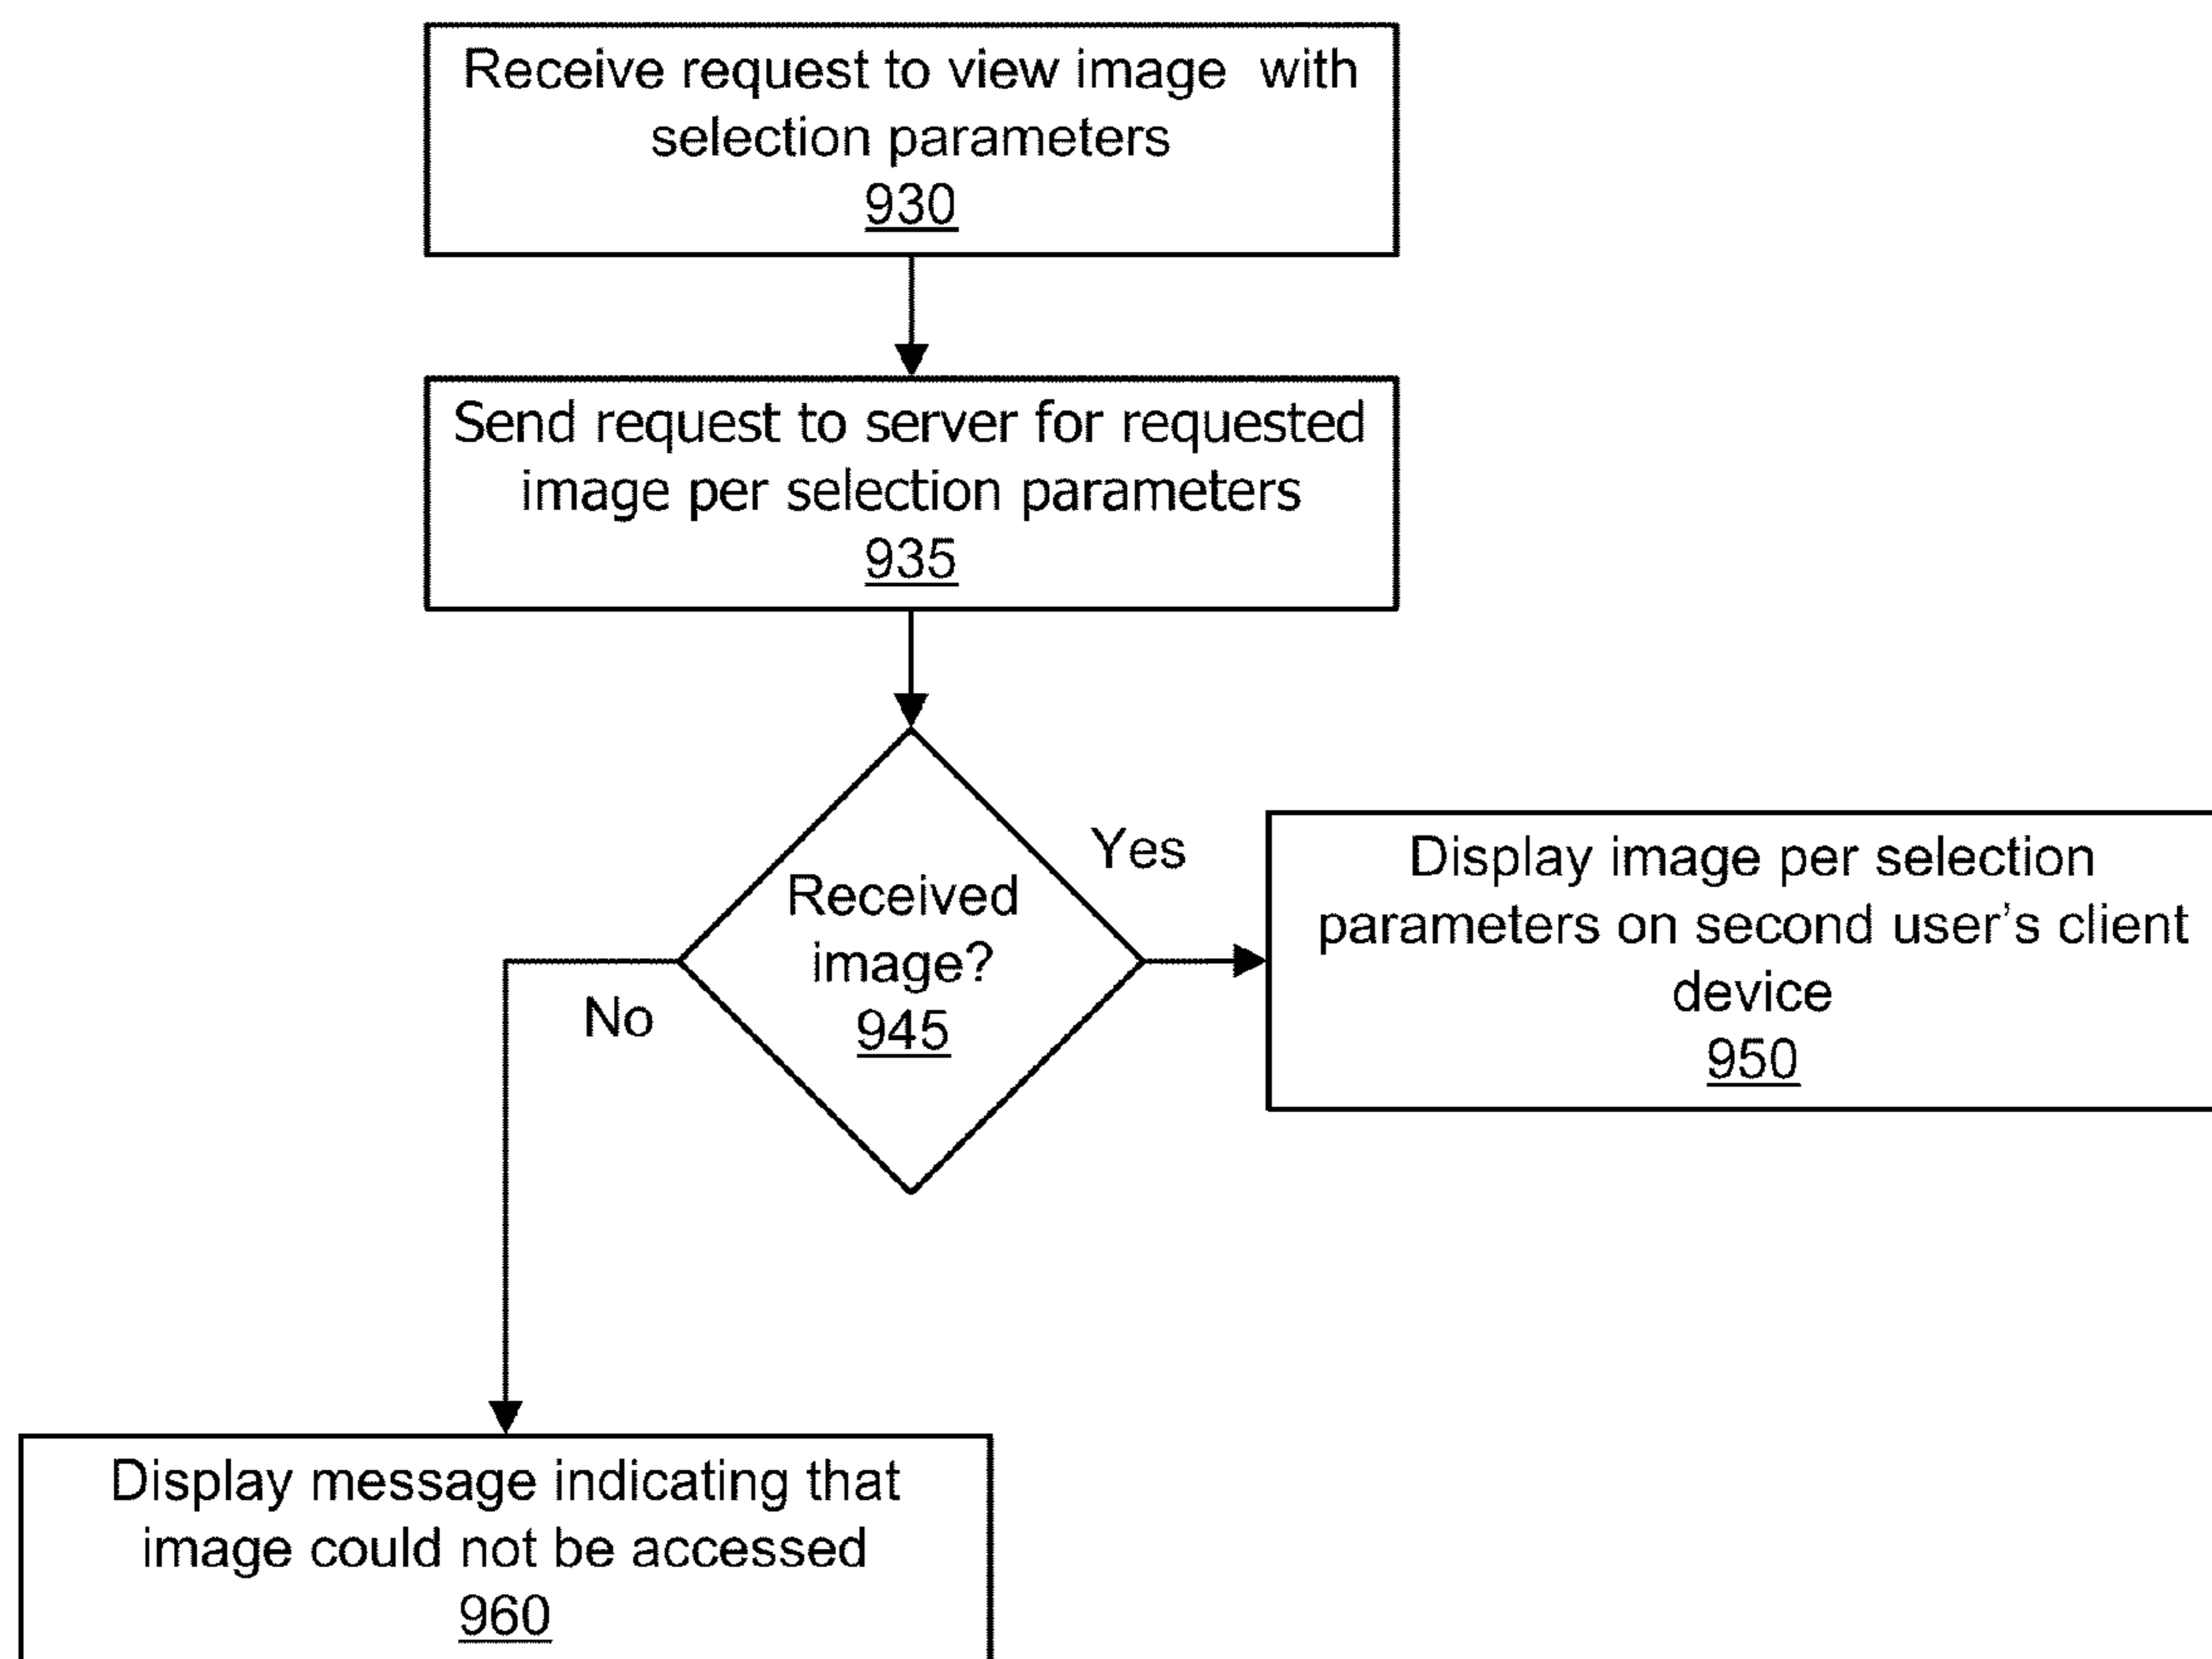 Receive request to view image with
selection parameters
930
Send request to server for requested
image per selection parameters
935
Yes
Received
image?
945
No
Display image per selection
parameters on second user's client
device
950
Display message indicating that
image could not be accessed
960